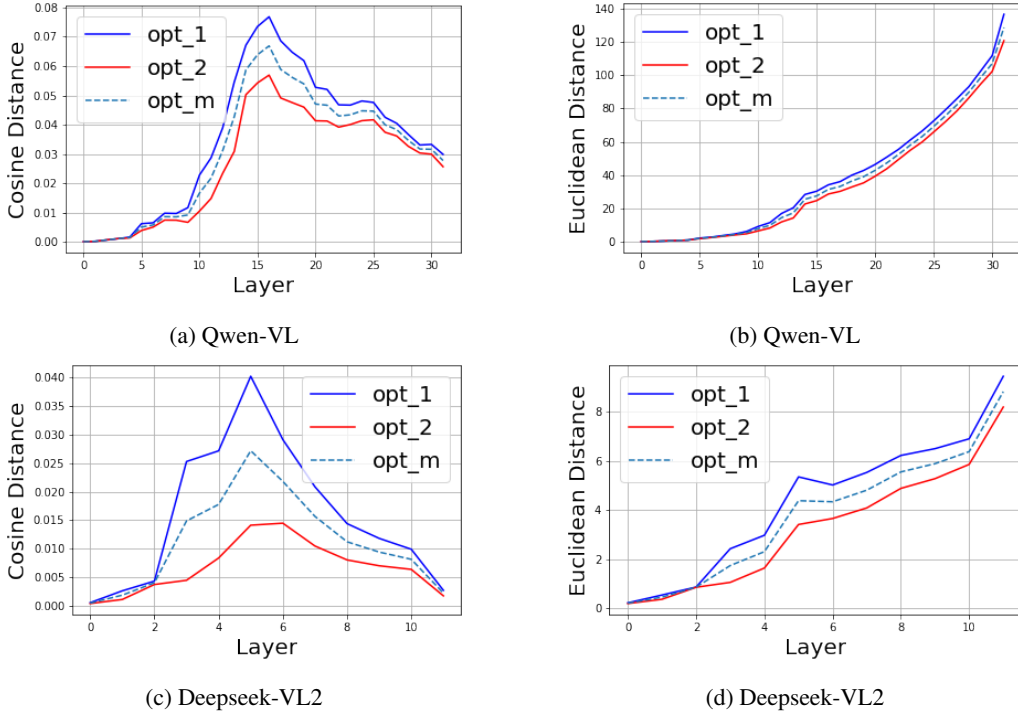 0.08
0.07
0.06
0.05
0.04
0.03
0.02
0.01
0.00
Cosine Distance
opt_1
opt_2
opt_m
0 5 10 15 20 25 30
Layer
(a) Qwen-VL
140
120
100
80
60
40
20
0
Euclidean Distance
opt_1
opt_2
opt_m
0 5 10 15 20 25 30
Layer
(b) Qwen-VL
0.040
0.035
0.030
0.025
0.020
0.015
0.010
0.005
0.000
Cosine Distance
opt_1
opt_2
opt_m
0 2 4 6 8 10
Layer
(c) Deepseek-VL2
8
6
4
2
0
Euclidean Distance
opt_1
opt_2
opt_m
0 2 4 6 8 10
Layer
(d) Deepseek-VL2